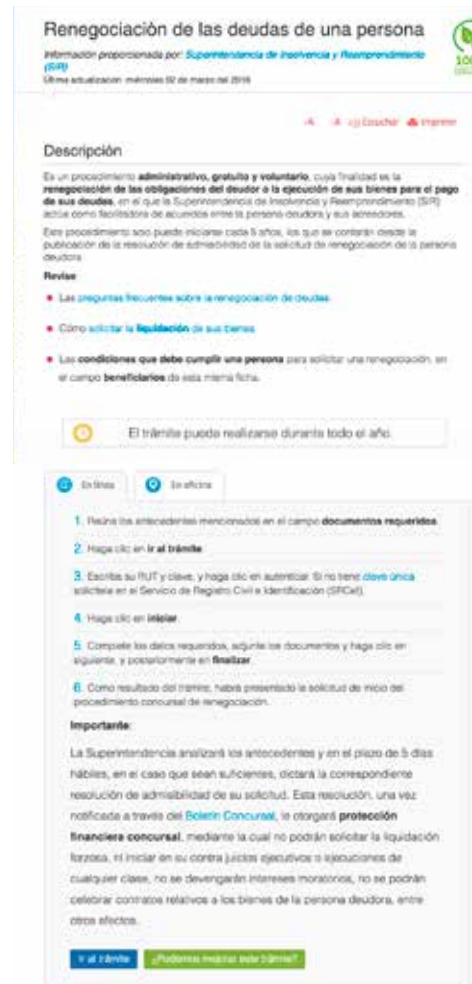 Renegociación de las deudas de una persona
Información proporcionada por: Superintendencia de Insolvencia y Reemprendimiento
(SIR)
Última actualización: miércoles 02 de marzo del 2016
100
-A A Escuchar Imprimir
Descripción
Es un procedimiento administrativo, gratuito y voluntario, cuya finalidad es la
renegociación de las obligaciones del deudor o la ejecución de sus bienes para el pago
de sus deudas, en el que la Superintendencia de Insolvencia y Reemprendimiento (SIR)
actúa como facilitadora de acuerdos entre la persona deudora y sus acreedores.
Este procedimiento solo puede iniciarse cada 5 años, los que se contarán desde la
publicación de la resolución de admisibilidad de la solicitud de renegociación de la persona
deudora.
Revise
Las preguntas frecuentes sobre la renegociación de deudas.
Cómo solicitar la liquidación de sus bienes.
Las condiciones que debe cumplir una persona para solicitar una renegociación, en
el campo beneficiarios de esta misma ficha.
El trámite puede realizarse durante todo el año.
En línea En oficina
1. Reúna los antecedentes mencionados en el campo documentos requeridos.
2. Haga clic en ir al trámite.
3. Escriba su RUT y clave, y haga clic en autenticar. Si no tiene clave única
solicítela en el Servicio de Registro Civil e Identificación (SRCeI).
4. Haga clic en iniciar.
5. Complete los datos requeridos, adjunte los documentos y haga clic en
siguiente, y posteriormente en finalizar.
6. Como resultado del trámite, habrá presentado la solicitud de inicio del
procedimiento concursal de renegociación.
Importante:
La Superintendencia analizará los antecedentes y en el plazo de 5 días
hábiles, en el caso que sean suficientes, dictará la correspondiente
resolución de admisibilidad de su solicitud. Esta resolución, una vez
notificada a través del Boletín Concursal, le otorgará protección
financiera concursal, mediante la cual no podrán solicitar la liquidación
forzosa, ni iniciar en su contra juicios ejecutivos o ejecuciones de
cualquier clase, no se devengarán intereses moratorios, no se podrán
celebrar contratos relativos a los bienes de la persona deudora, entre
otros efectos.
Ir al trámite ¿Podemos mejorar este trámite?